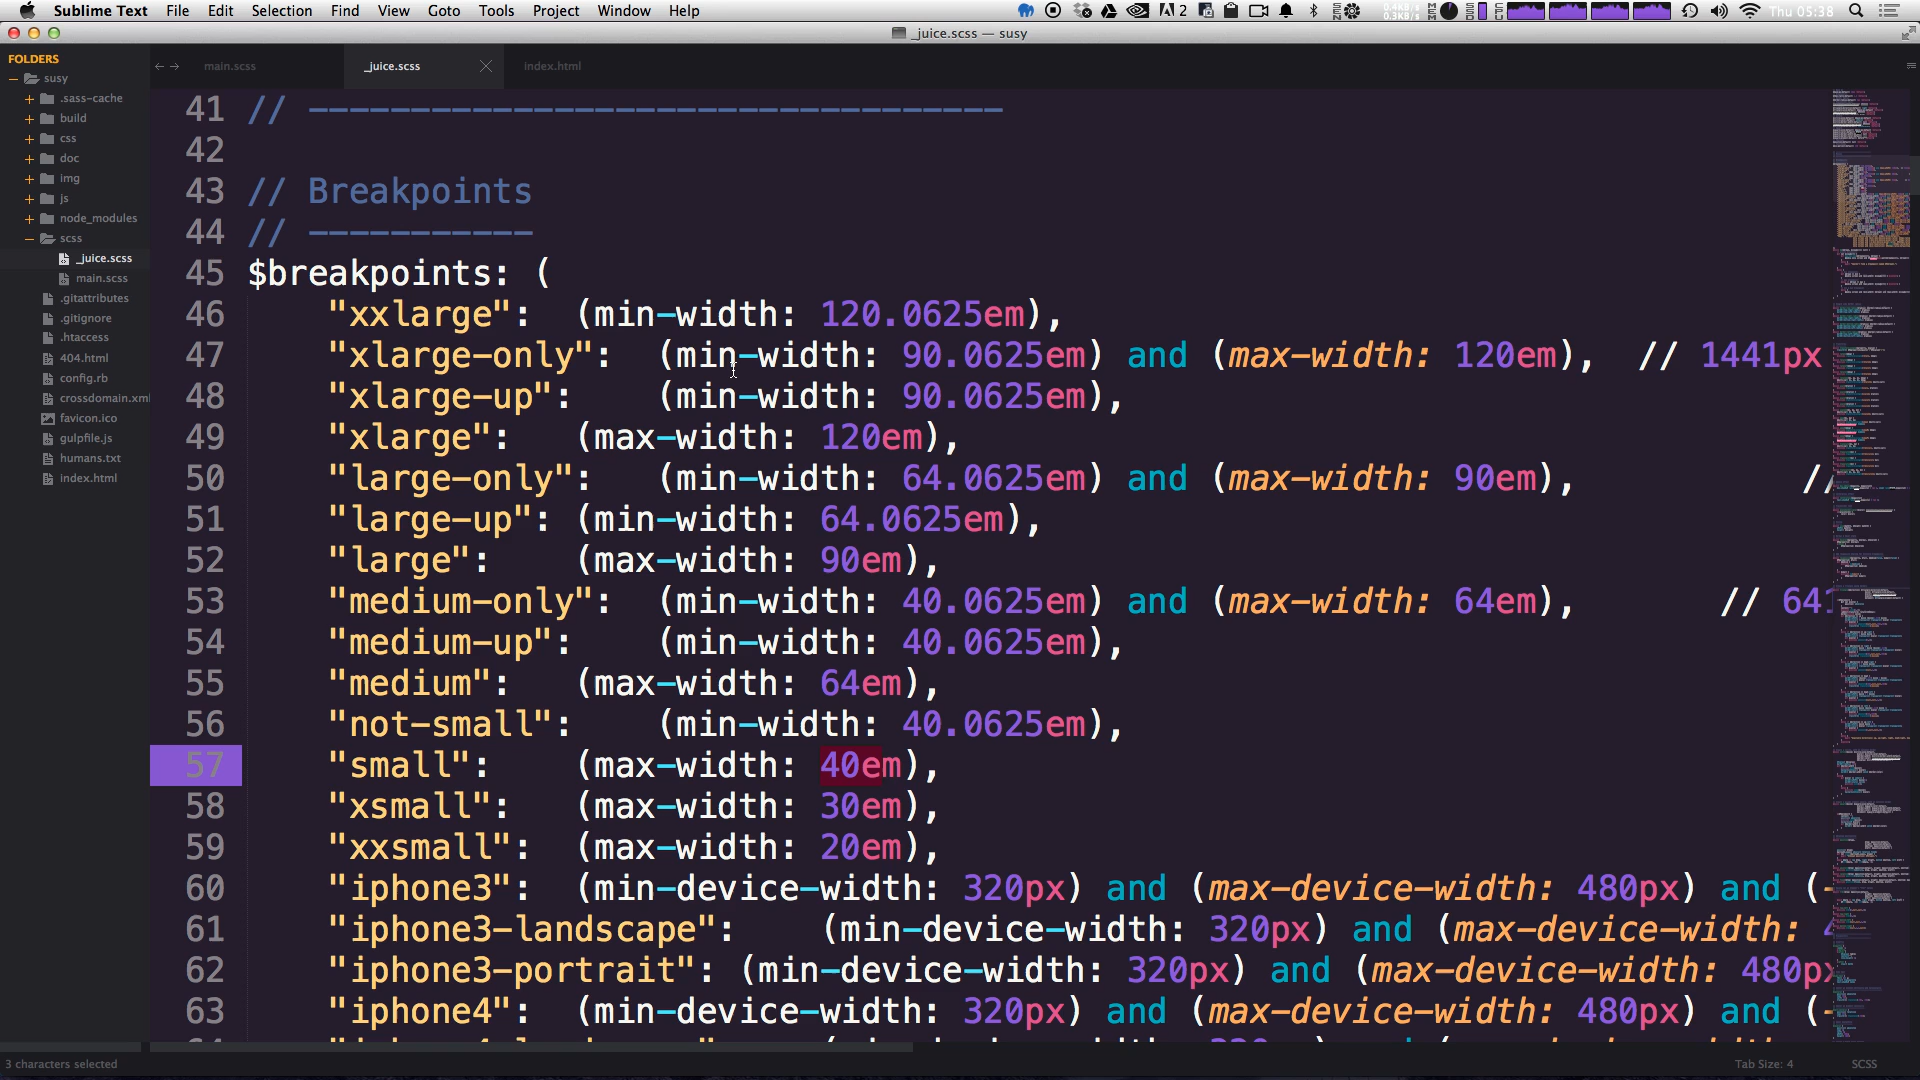 Sublime Text File Edit Selection Find View Goto Tools Project Window Help 2 Thu 05:38
_juice.scss — susy
FOLDERS
susy
.sass-cache
build
css
doc
img
js
node_modules
scss
_juice.scss
main.scss
.gitattributes
.gitignore
.htaccess
404.html
config.rb
crossdomain.xml
favicon.ico
gulpfile.js
humans.txt
index.html
main.scss _juice.scss index.html
41 // ----------------------------------
42
43 // Breakpoints
44 // -----------
45 $breakpoints: (
46 "xxlarge": (min-width: 120.0625em),
47 "xlarge-only": (min-width: 90.0625em) and (max-width: 120em), // 1441px
48 "xlarge-up": (min-width: 90.0625em),
49 "xlarge": (max-width: 120em),
50 "large-only": (min-width: 64.0625em) and (max-width: 90em), //
51 "large-up": (min-width: 64.0625em),
52 "large": (max-width: 90em),
53 "medium-only": (min-width: 40.0625em) and (max-width: 64em), // 641
54 "medium-up": (min-width: 40.0625em),
55 "medium": (max-width: 64em),
56 "not-small": (min-width: 40.0625em),
57 "small": (max-width: 40em),
58 "xsmall": (max-width: 30em),
59 "xxsmall": (max-width: 20em),
60 "iphone3": (min-device-width: 320px) and (max-device-width: 480px) and (-
61 "iphone3-landscape": (min-device-width: 320px) and (max-device-width: 4
62 "iphone3-portrait": (min-device-width: 320px) and (max-device-width: 480px
63 "iphone4": (min-device-width: 320px) and (max-device-width: 480px) and (-
3 characters selected Tab Size: 4 SCSS